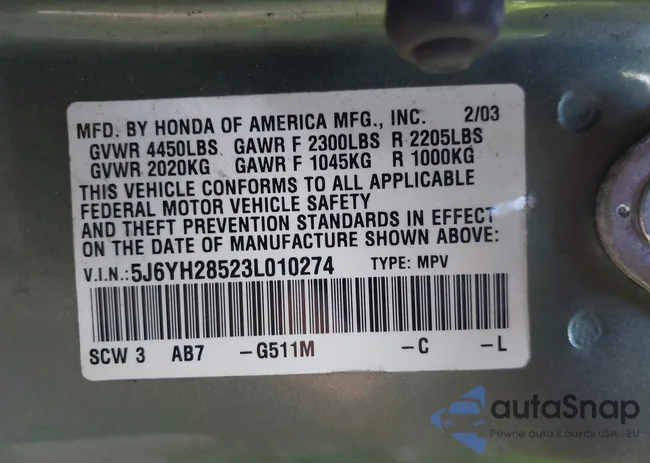 MFD. BY HONDA OF AMERICA MFG., INC. 2/03
GVWR 4450LBS GAWR F 2300LBS R 2205LBS
GVWR 2020KG GAWR F 1045KG R 1000KG
THIS VEHICLE CONFORMS TO ALL APPLICABLE
FEDERAL MOTOR VEHICLE SAFETY
AND THEFT PREVENTION STANDARDS IN EFFECT
ON THE DATE OF MANUFACTURE SHOWN ABOVE:
V.I.N.: 5J6YH28523L010274 TYPE: MPV
SCW 3 AB7 -G511M -C -L
autaSnap
Pewne auta z aukcji USA i EU